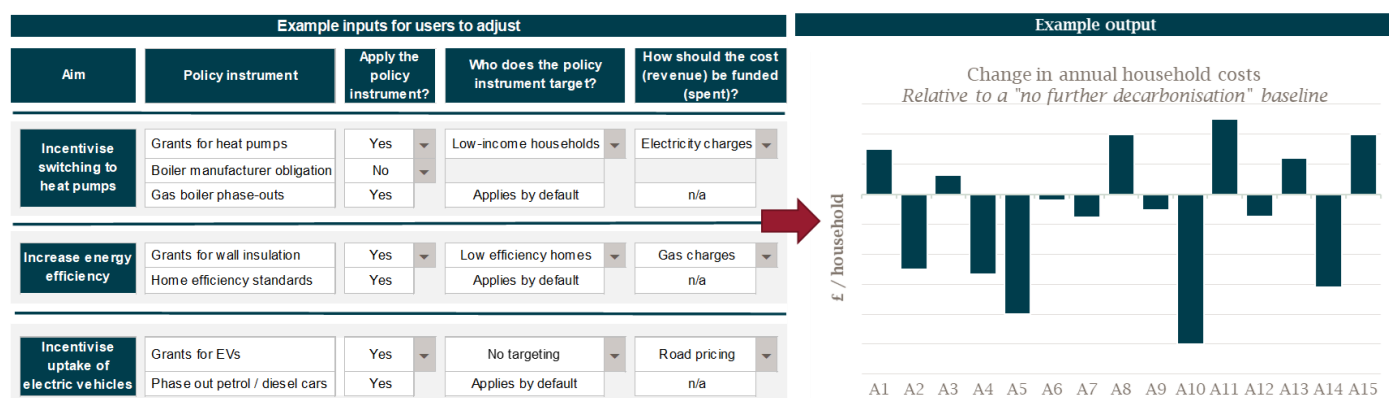 Example inputs for users to adjust
Aim
Policy instrument
Apply the
policy
instrument?
Who does the policy
instrument target?
How should the cost
(revenue) be funded
(spent)?
Incentivise
switching to
heat pumps
Grants for heat pumps
Yes
Low-income households
Electricity charges
Boiler manufacturer obligation
No
Gas boiler phase-outs
Yes
Applies by default
n/a
Increase energy
efficiency
Grants for wall insulation
Yes
Low efficiency homes
Gas charges
Home efficiency standards
Yes
Applies by default
n/a
Incentivise
uptake of
electric vehicles
Grants for EVs
Yes
No targeting
Road pricing
Phase out petrol / diesel cars
Yes
Applies by default
n/a
Example output
Change in annual household costs
Relative to a "no further decarbonisation" baseline
£ / household
A1 A2 A3 A4 A5 A6 A7 A8 A9 A10 A11 A12 A13 A14 A15